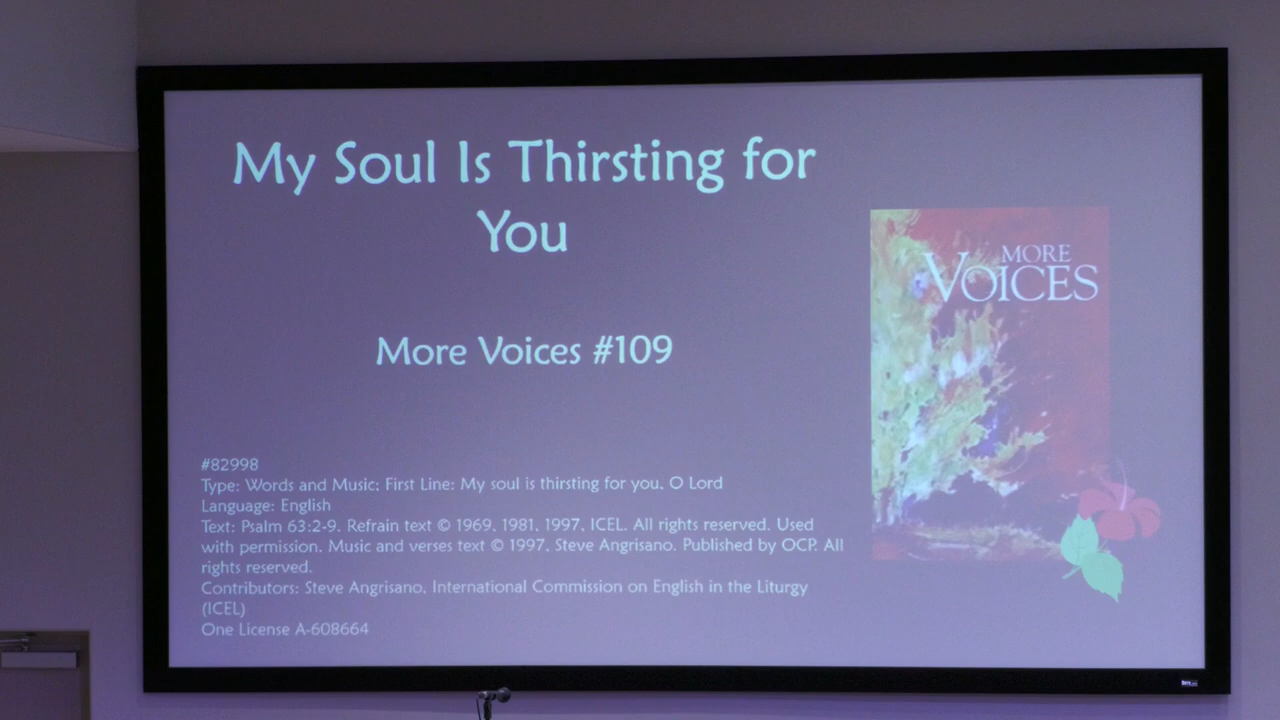 My Soul Is Thirsting for
You
More Voices #109
MORE
VOICES
#82998
Type: Words and Music; First Line: My soul is thirsting for you, O Lord
Language: English
Text: Psalm 63:2-9. Refrain text © 1969, 1981, 1997, ICEL. All rights reserved. Used
with permission. Music and verses text © 1997, Steve Angrisano. Published by OCP. All
rights reserved.
Contributors: Steve Angrisano, International Commission on English in the Liturgy
(ICEL)
One License A-608664